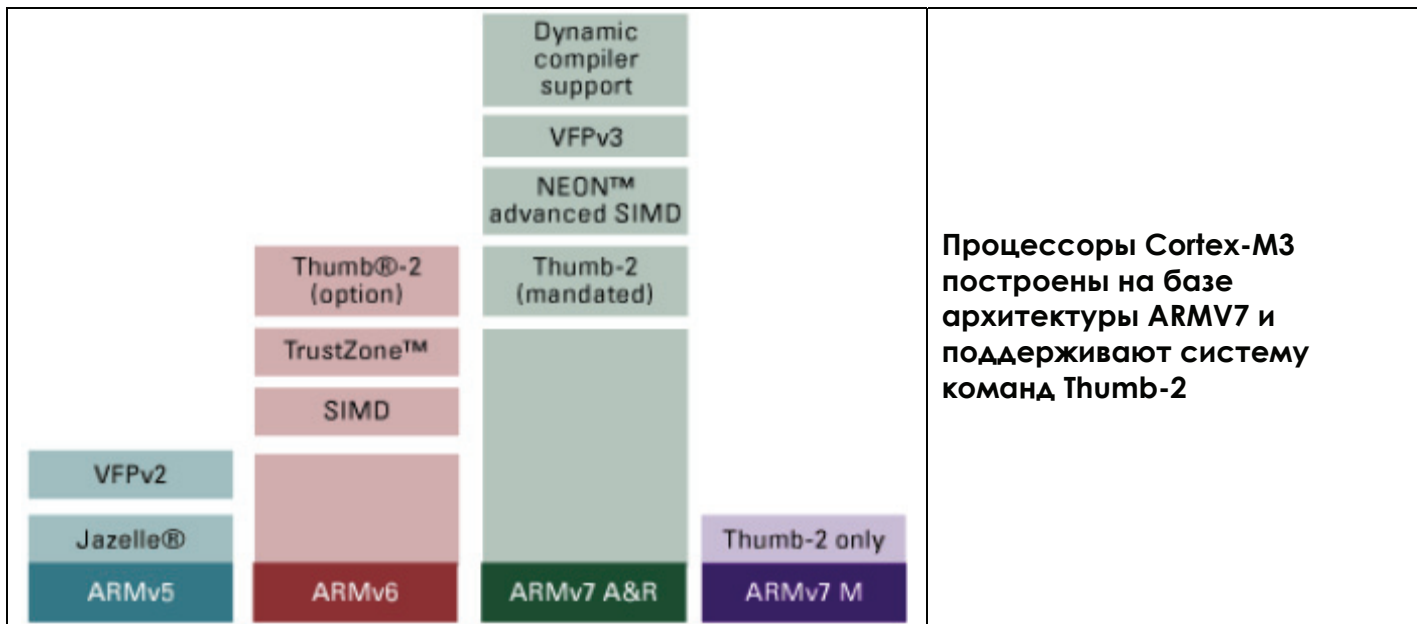 Dynamic
compiler
support
VFPv3
NEON™
advanced SIMD
Thumb®-2
(option)
Thumb-2
(mandated)
TrustZone™
SIMD
VFPv2
Jazelle®
Thumb-2 only
ARMv5
ARMv6
ARMv7 A&R
ARMv7 M
Процессоры Cortex-M3
построены на базе
архитектуры ARMV7 и
поддерживают систему
команд Thumb-2